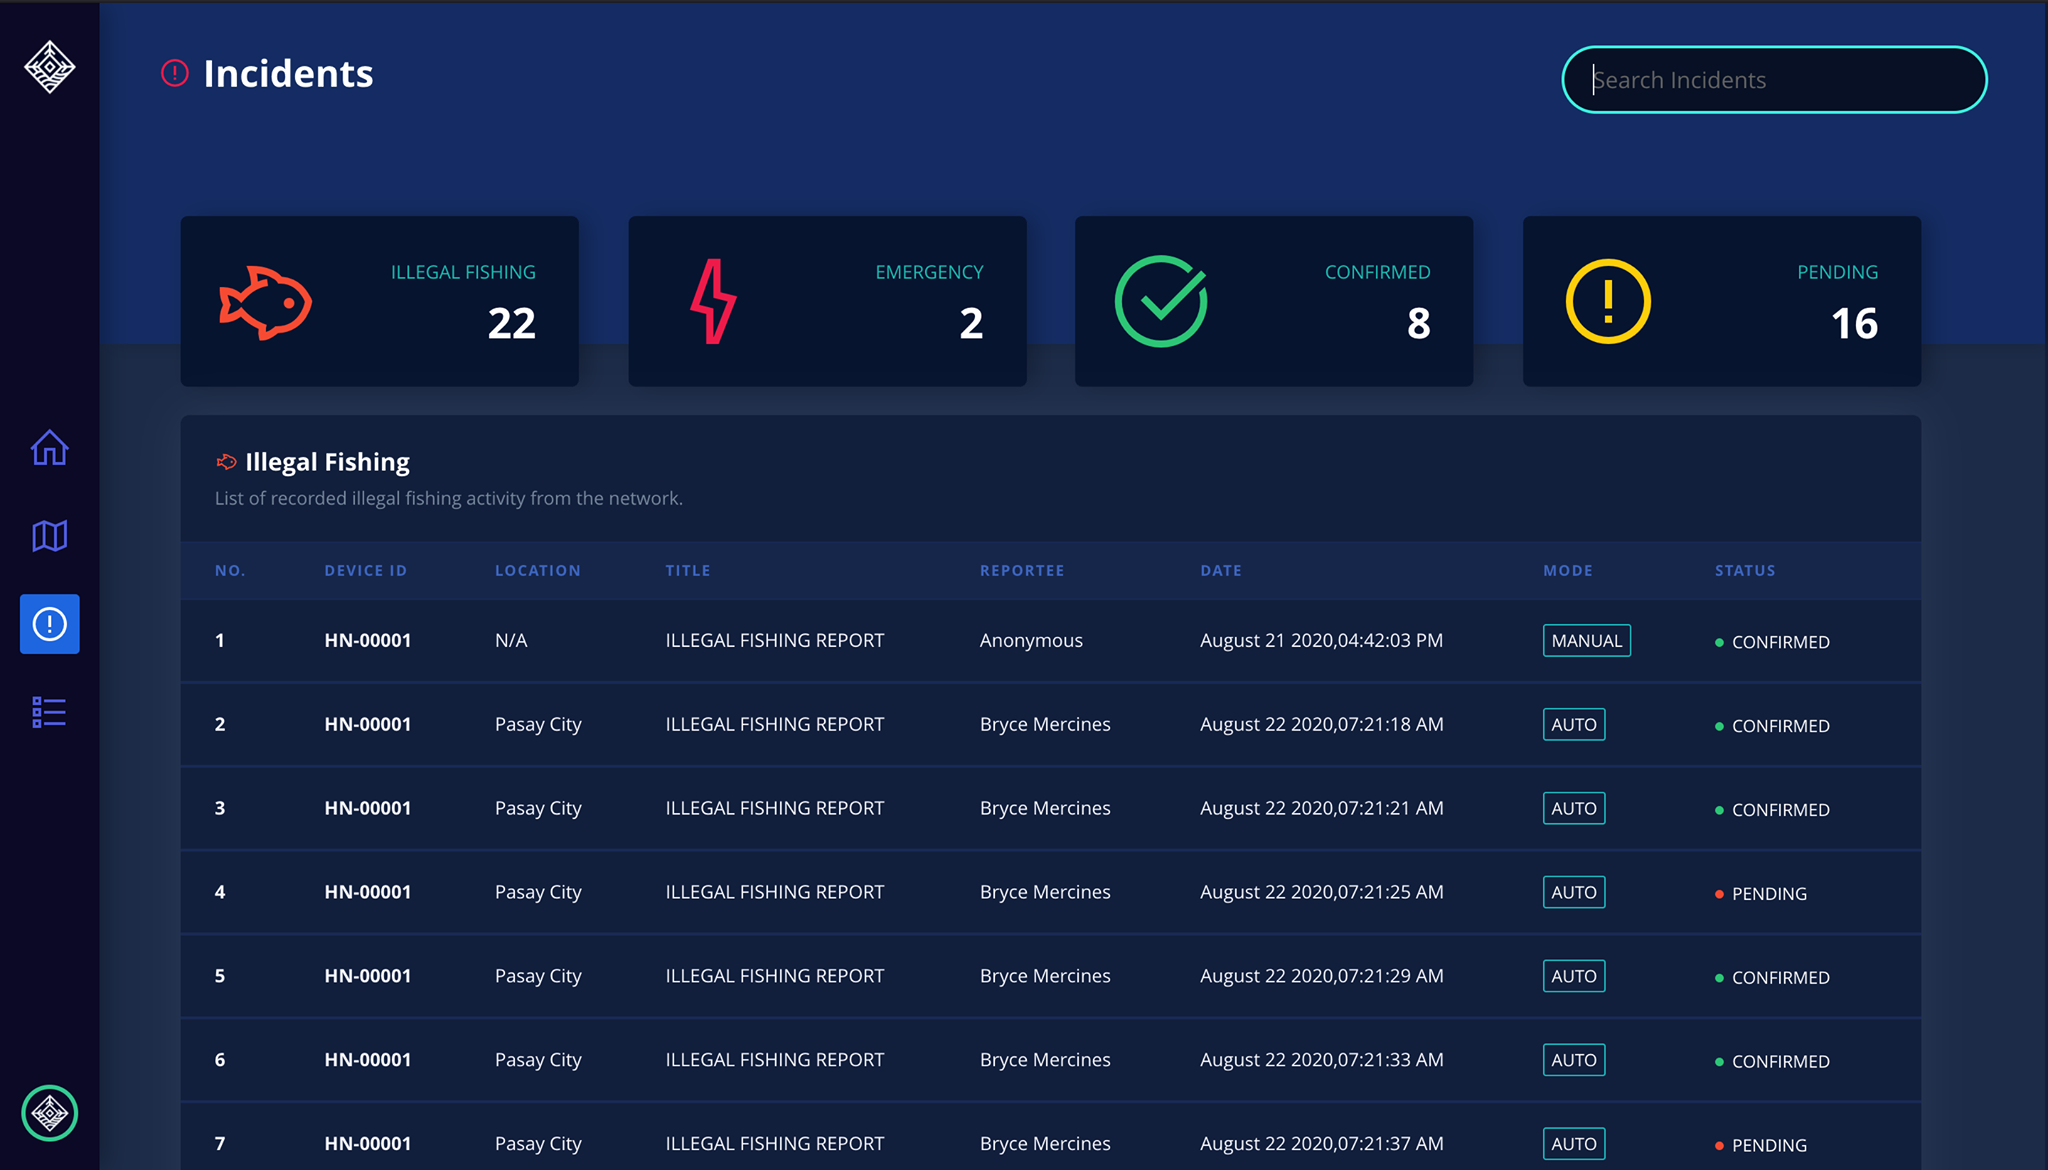 Incidents
Search Incidents
ILLEGAL FISHING
22
EMERGENCY
2
CONFIRMED
8
PENDING
16
Illegal Fishing
List of recorded illegal fishing activity from the network.
NO. DEVICE ID LOCATION TITLE REPORTEE DATE MODE STATUS
1 HN-00001 N/A ILLEGAL FISHING REPORT Anonymous August 21 2020,04:42:03 PM MANUAL CONFIRMED
2 HN-00001 Pasay City ILLEGAL FISHING REPORT Bryce Mercines August 22 2020,07:21:18 AM AUTO CONFIRMED
3 HN-00001 Pasay City ILLEGAL FISHING REPORT Bryce Mercines August 22 2020,07:21:21 AM AUTO CONFIRMED
4 HN-00001 Pasay City ILLEGAL FISHING REPORT Bryce Mercines August 22 2020,07:21:25 AM AUTO PENDING
5 HN-00001 Pasay City ILLEGAL FISHING REPORT Bryce Mercines August 22 2020,07:21:29 AM AUTO CONFIRMED
6 HN-00001 Pasay City ILLEGAL FISHING REPORT Bryce Mercines August 22 2020,07:21:33 AM AUTO CONFIRMED
7 HN-00001 Pasay City ILLEGAL FISHING REPORT Bryce Mercines August 22 2020,07:21:37 AM AUTO PENDING